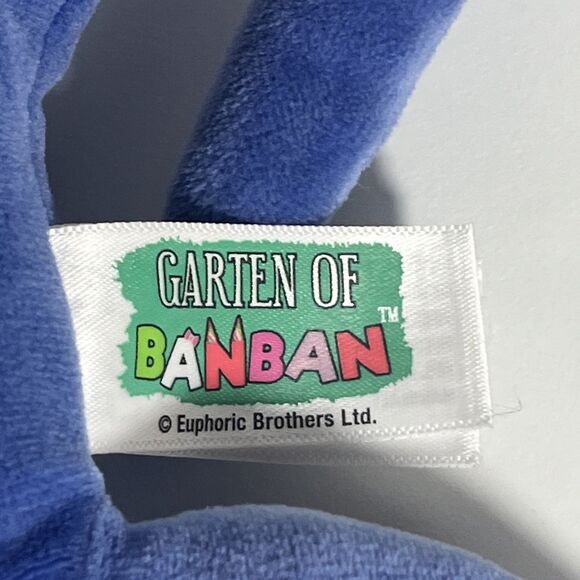 GARTEN OF
BANBAN™
© Euphoric Brothers Ltd.